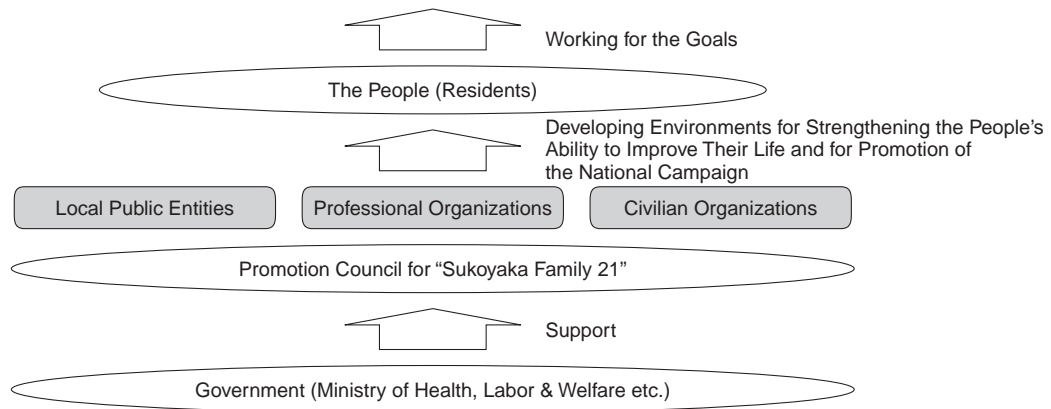 Working for the Goals
The People (Residents)
Developing Environments for Strengthening the People’s
Ability to Improve Their Life and for Promotion of
the National Campaign
Local Public Entities
Professional Organizations
Civilian Organizations
Promotion Council for “Sukoyaka Family 21”
Support
Government (Ministry of Health, Labor & Welfare etc.)